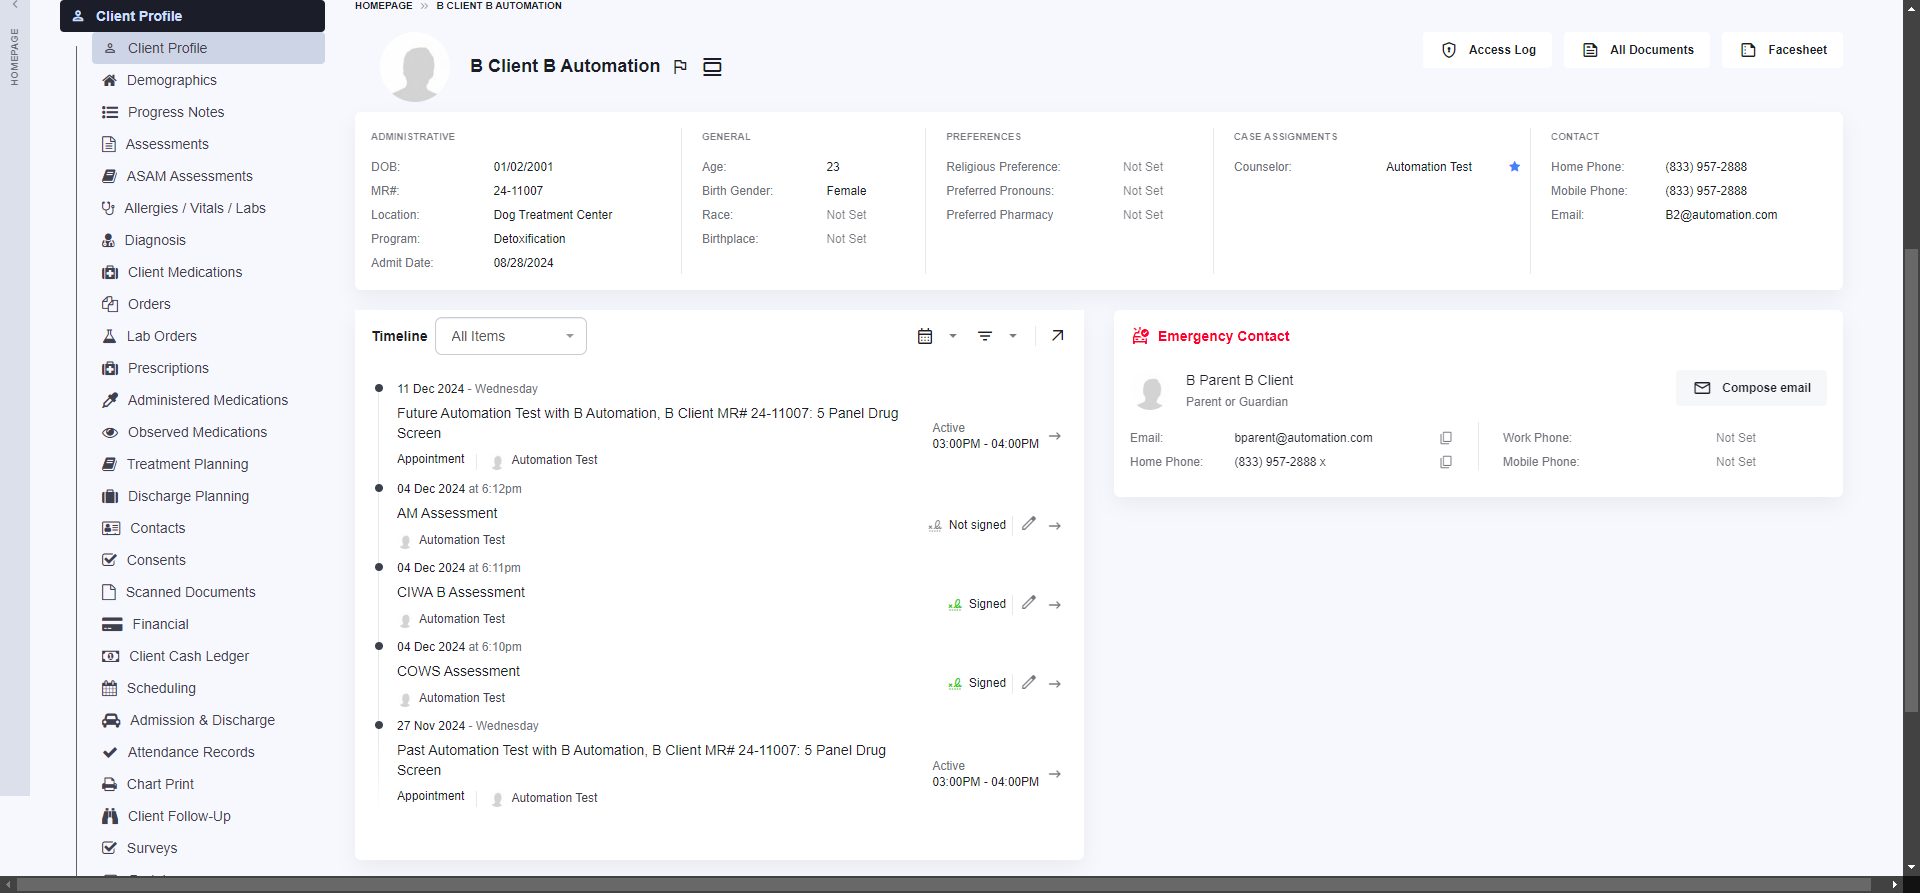 HOMEPAGE
Client Profile
Client Profile
Demographics
Progress Notes
Assessments
ASAM Assessments
Allergies / Vitals / Labs
Diagnosis
Client Medications
Orders
Lab Orders
Prescriptions
Administered Medications
Observed Medications
Treatment Planning
Discharge Planning
Contacts
Consents
Scanned Documents
Financial
Client Cash Ledger
Scheduling
Admission & Discharge
Attendance Records
Chart Print
Client Follow-Up
Surveys
HOMEPAGE » B CLIENT B AUTOMATION
B Client B Automation
Access Log
All Documents
Facesheet
ADMINISTRATIVE
DOB: 01/02/2001
MR#: 24-11007
Location: Dog Treatment Center
Program: Detoxification
Admit Date: 08/28/2024
GENERAL
Age: 23
Birth Gender: Female
Race: Not Set
Birthplace: Not Set
PREFERENCES
Religious Preference: Not Set
Preferred Pronouns: Not Set
Preferred Pharmacy Not Set
CASE ASSIGNMENTS
Counselor: Automation Test
CONTACT
Home Phone: (833) 957-2888
Mobile Phone: (833) 957-2888
Email: B2@automation.com
Timeline All Items
11 Dec 2024 - Wednesday
Future Automation Test with B Automation, B Client MR# 24-11007: 5 Panel Drug
Screen
Appointment Automation Test
Active
03:00PM - 04:00PM
04 Dec 2024 at 6:12pm
AM Assessment
Automation Test
Not signed
04 Dec 2024 at 6:11pm
CIWA B Assessment
Automation Test
Signed
04 Dec 2024 at 6:10pm
COWS Assessment
Automation Test
Signed
27 Nov 2024 - Wednesday
Past Automation Test with B Automation, B Client MR# 24-11007: 5 Panel Drug
Screen
Appointment Automation Test
Active
03:00PM - 04:00PM
Emergency Contact
B Parent B Client
Parent or Guardian
Compose email
Email: bparent@automation.com
Home Phone: (833) 957-2888 x
Work Phone: Not Set
Mobile Phone: Not Set